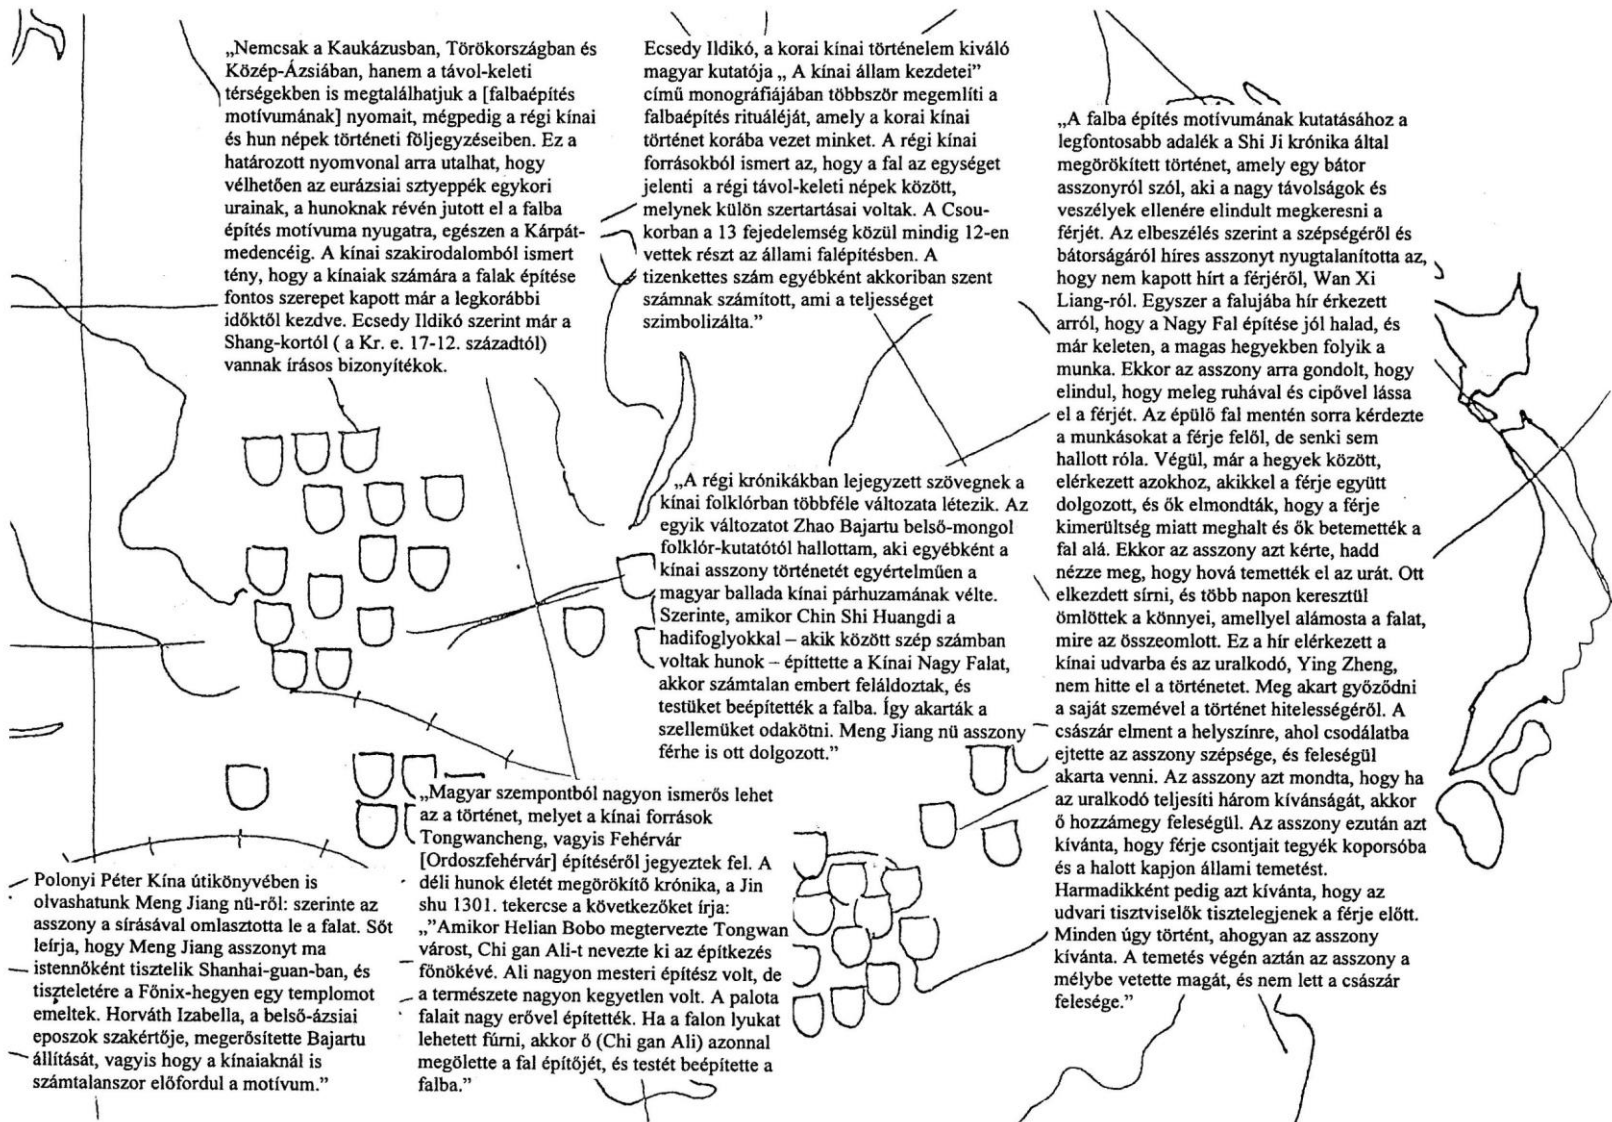 „Nemcsak a Kaukázusban, Törökországban és
Közép-Ázsiában, hanem a távol-keleti
térségekben is megtalálhatjuk a [falbaépítés
motívumának] nyomait, mégpedig a régi kínai
és hun népek történeti följegyzéseiben. Ez a
határozott nyomvonal arra utalhat, hogy
vélhetően az eurázsiai sztyeppék egykori
urainak, a hunoknak révén jutott el a falba
építés motívuma nyugatra, egészen a Kárpát-
medencéig. A kínai szakirodalomból ismert
tény, hogy a kínaiak számára a falak építése
fontos szerepet kapott már a legkorábbi
időktől kezdve. Ecsedy Ildikó szerint már a
Shang-kortól ( a Kr. e. 17-12. századtól)
vannak írásos bizonyítékok.
Ecsedy Ildikó, a korai kínai történelem kiváló
magyar kutatója „ A kínai állam kezdetei”
című monográfiájában többször megemlíti a
falbaépítés rituáléját, amely a korai kínai
történet korába vezet minket. A régi kínai
forrásokból ismert az, hogy a fal az egységet
jelenti  a régi távol-keleti népek között,
melynek külön szertartásai voltak. A Csou-
korban a 13 fejedelemség közül mindig 12-en
vettek részt az állami falépítésben. A
tizenkettes szám egyébként akkoriban szent
számnak számított, ami a teljességet
szimbolizálta.”
„A régi krónikákban lejegyzett szövegnek a
kínai folklórban többféle változata létezik. Az
egyik változatot Zhao Bajartu belső-mongol
folklór-kutatótól hallottam, aki egyébként a
kínai asszony történetét egyértelműen a
magyar ballada kínai párhuzamának vélte.
Szerinte, amikor Chin Shi Huangdi a
hadifoglyokkal – akik között szép számban
voltak hunok – építtette a Kínai Nagy Falat,
akkor számtalan embert feláldoztak, és
testüket beépítették a falba. Így akarták a
szellemüket odakötni. Meng Jiang nü asszony
férhe is ott dolgozott.”
„A falba építés motívumának kutatásához a
legfontosabb adalék a Shi Ji krónika által
megörökített történet, amely egy bátor
asszonyról szól, aki a nagy távolságok és
veszélyek ellenére elindult megkeresni a
férjét. Az elbeszélés szerint a szépségéről és
bátorságáról híres asszonyt nyugtalanította az,
hogy nem kapott hírt a férjéről, Wan Xi
Liang-ról. Egyszer a falujába hír érkezett
arról, hogy a Nagy Fal építése jól halad, és
már keleten, a magas hegyekben folyik a
munka. Ekkor az asszony arra gondolt, hogy
elindul, hogy meleg ruhával és cipővel lássa
el a férjét. Az épülő fal mentén sorra kérdezte
a munkásokat a férje felől, de senki sem
hallott róla. Végül, már a hegyek között,
elérkezett azokhoz, akikkel a férje együtt
dolgozott, és ők elmondták, hogy a férje
kimerültség miatt meghalt és ők betemették a
fal alá. Ekkor az asszony azt kérte, hadd
nézze meg, hogy hová temették el az urát. Ott
elkezdett sírni, és több napon keresztül
ömlöttek a könnyei, amellyel alámosta a falat,
mire az összeomlott. Ez a hír elérkezett a
kínai udvarba és az uralkodó, Ying Zheng,
nem hitte el a történetet. Meg akart győződni
a saját szemével a történet hitelességéről. A
császár elment a helyszínre, ahol csodálatba
ejtette az asszony szépsége, és feleségül
akarta venni. Az asszony azt mondta, hogy ha
az uralkodó teljesíti három kívánságát, akkor
ő hozzámegy feleségül. Az asszony ezután azt
kívánta, hogy férje csontjait tegyék koporsóba
és a halott kapjon állami temetést.
Harmadikként pedig azt kívánta, hogy az
udvari tisztviselők tisztelegjenek a férje előtt.
Minden úgy történt, ahogyan az asszony
kívánta. A temetés végén aztán az asszony a
mélybe vetette magát, és nem lett a császár
felesége.”
Polonyi Péter Kína útikönyvében is
olvashatunk Meng Jiang nü-ről: szerinte az
asszony a sírásával omlasztotta le a falat. Sőt
leírja, hogy Meng Jiang asszonyt ma
istennőként tisztelik Shanhai-guan-ban, és
tiszteletére a Főnix-hegyen egy templomot
emeltek. Horváth Izabella, a belső-ázsiai
eposzok szakértője, megerősítette Bajartu
állítását, vagyis hogy a kínaiaknál is
számtalanszor előfordul a motívum.”
„Magyar szempontból nagyon ismerős lehet
az a történet, melyet a kínai források
Tongwancheng, vagyis Fehérvár
[Ordoszfehérvár] építéséről jegyeztek fel. A
déli hunok életét megörökítő krónika, a Jin
shu 1301. tekercse a következőket írja:
„”Amikor Helian Bobo megtervezte Tongwan
várost, Chi gan Ali-t nevezte ki az építkezés
főnökévé. Ali nagyon mesteri építész volt, de
a természete nagyon kegyetlen volt. A palota
falait nagy erővel építették. Ha a falon lyukat
lehetett fúrni, akkor ő (Chi gan Ali) azonnal
megölette a fal építőjét, és testét beépítette a
falba.”